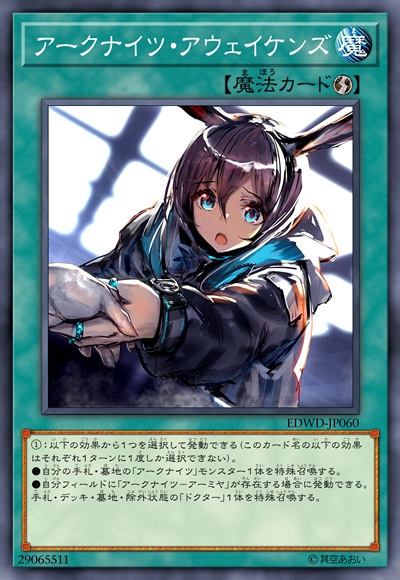 アークナイツ・アウェイケンズ
魔
【魔法カード】
EDWD-JP060
①:以下の効果から1つを選択して発動できる(このカード名の以下の効果
はそれぞれ1ターンに1度しか選択できない)。
●自分の手札・墓地の「アークナイツ」モンスター1体を特殊召喚する。
●自分フィールドに「アークナイツーアーミヤ」が存在する場合に発動できる。
手札・デッキ・墓地・除外状態の「ドクター」1体を特殊召喚する。
29065511
©其空あおい